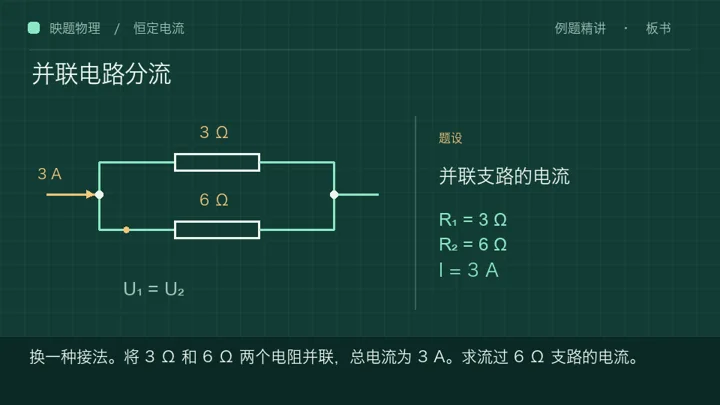 映题物理 / 恒定电流
例题精讲 · 板书
并联电路分流
3 Ω
3 A
6 Ω
U₁ = U₂
题设
并联支路的电流
R₁ = 3 Ω
R₂ = 6 Ω
I = 3 A
换一种接法。将 3 Ω 和 6 Ω 两个电阻并联，总电流为 3 A。求流过 6 Ω 支路的电流。